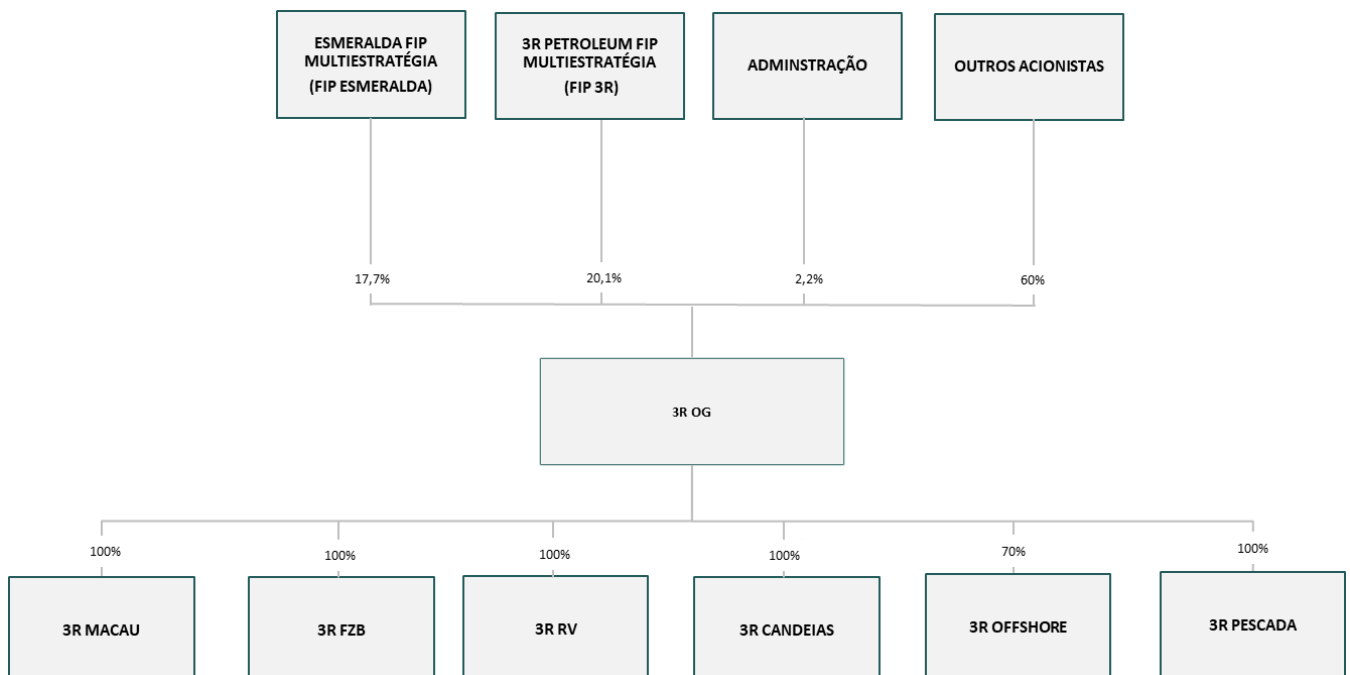 ESMERALDA FIP
MULTIESTRATÉGIA
(FIP ESMERALDA)
3R PETROLEUM FIP
MULTIESTRATÉGIA
(FIP 3R)
ADMINSTRAÇÃO
OUTROS ACIONISTAS
17,7%
20,1%
2,2%
60%
3R OG
100%
100%
100%
100%
70%
100%
3R MACAU
3R FZB
3R RV
3R CANDEIAS
3R OFFSHORE
3R PESCADA